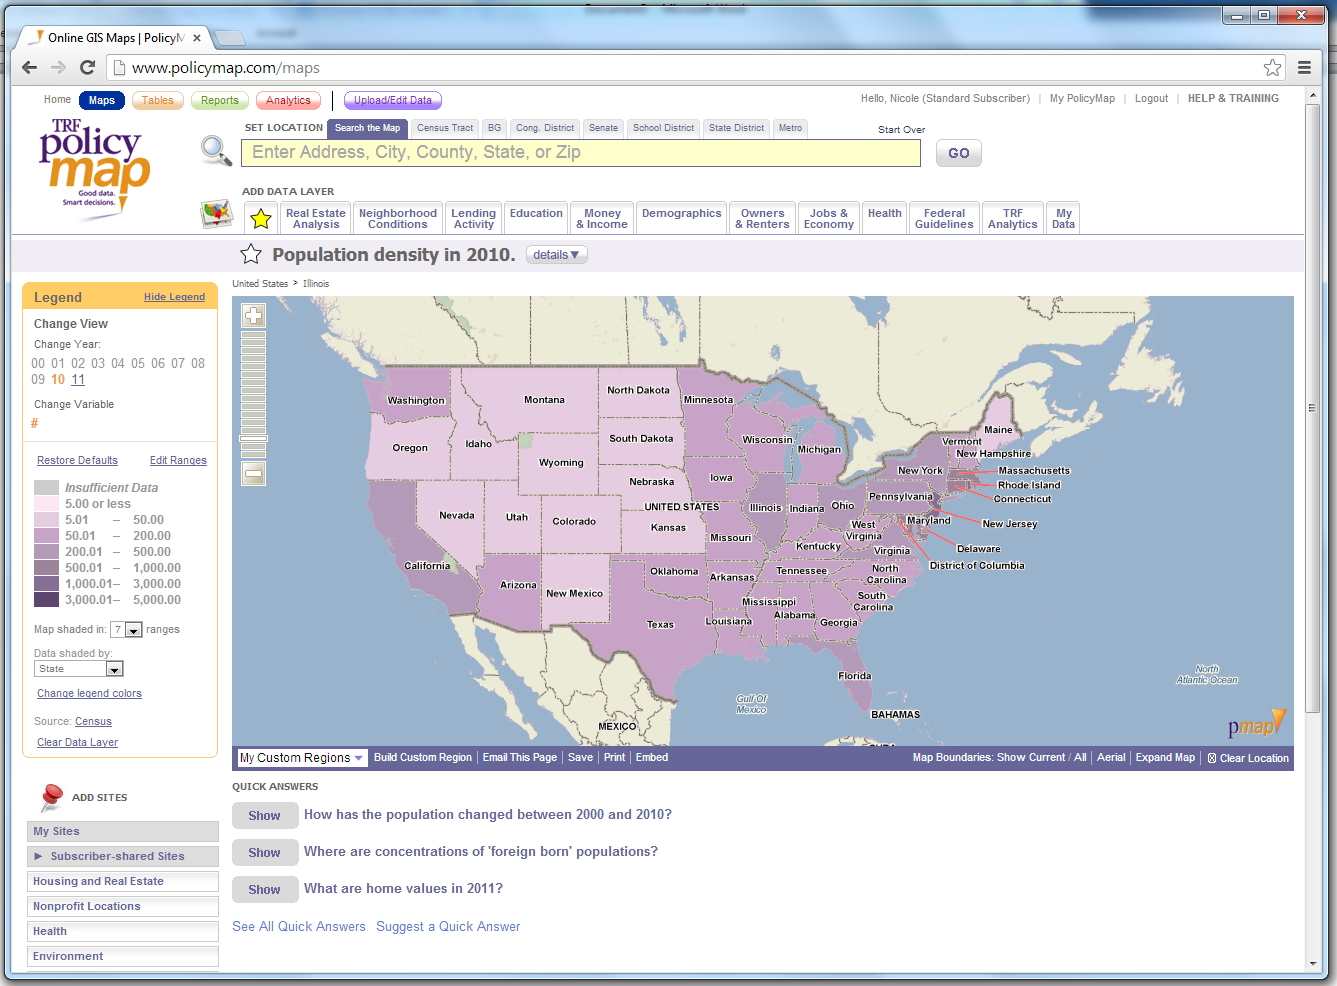 Online GIS Maps | PolicyM
www.policymap.com/maps
Home Maps Tables Reports Analytics Upload/Edit Data
Hello, Nicole (Standard Subscriber) | My PolicyMap | Logout | HELP & TRAINING
TRF
policy
map
Good data.
Smart decisions.
SET LOCATION Search the Map Census Tract BG Cong. District Senate School District State District Metro Start Over
Enter Address, City, County, State, or Zip GO
ADD DATA LAYER
Real Estate Analysis
Neighborhood Conditions
Lending Activity
Education
Money & Income
Demographics
Owners & Renters
Jobs & Economy
Health
Federal Guidelines
TRF Analytics
My Data
Population density in 2010. details▼
United States > Illinois
Legend Hide Legend
Change View
Change Year:
00 01 02 03 04 05 06 07 08
09 10 11
Change Variable
#
Restore Defaults Edit Ranges
Insufficient Data
5.00 or less
5.01 – 50.00
50.01 – 200.00
200.01 – 500.00
500.01 – 1,000.00
1,000.01– 3,000.00
3,000.01– 5,000.00
Map shaded in: 7 ranges
Data shaded by:
State
Change legend colors
Source: Census
Clear Data Layer
ADD SITES
My Sites
► Subscriber-shared Sites
Housing and Real Estate
Nonprofit Locations
Health
Environment
Washington
Montana
North Dakota
Minnesota
Oregon
Idaho
South Dakota
Wisconsin
Michigan
Maine
Vermont
New Hampshire
Wyoming
Iowa
New York
Massachusetts
Rhode Island
Connecticut
Nebraska
Pennsylvania
UNITED STATES
Nevada
Utah
Colorado
Kansas
Illinois
Indiana
Ohio
Maryland
New Jersey
West Virginia
Missouri
Kentucky
Virginia
Delaware
District of Columbia
California
Arizona
New Mexico
Oklahoma
Arkansas
Tennessee
North Carolina
South Carolina
Mississippi
Alabama
Georgia
Texas
Louisiana
Florida
Gulf Of
Mexico
North
Atlantic Ocean
BAHAMAS
MEXICO
pmap
My Custom Regions Build Custom Region | Email This Page | Save | Print | Embed
Map Boundaries: Show Current / All | Aerial | Expand Map | Clear Location
QUICK ANSWERS
Show How has the population changed between 2000 and 2010?
Show Where are concentrations of 'foreign born' populations?
Show What are home values in 2011?
See All Quick Answers Suggest a Quick Answer